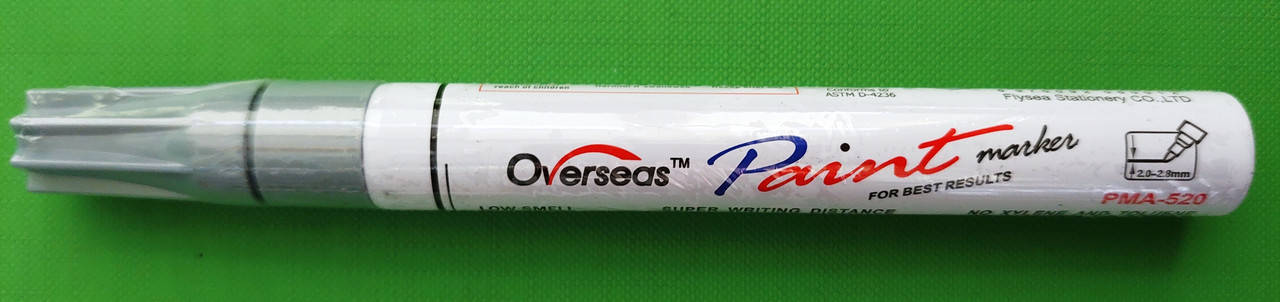 reach of children
Conforms to
ASTM D-4236
Flysea Stationery CO.,LTD
Overseas™
Paint marker
FOR BEST RESULTS
2.0-2.8mm
PMA-520
LOW SMELL
SUPER WRITING DISTANCE
NO XYLENE AND TOLUENE